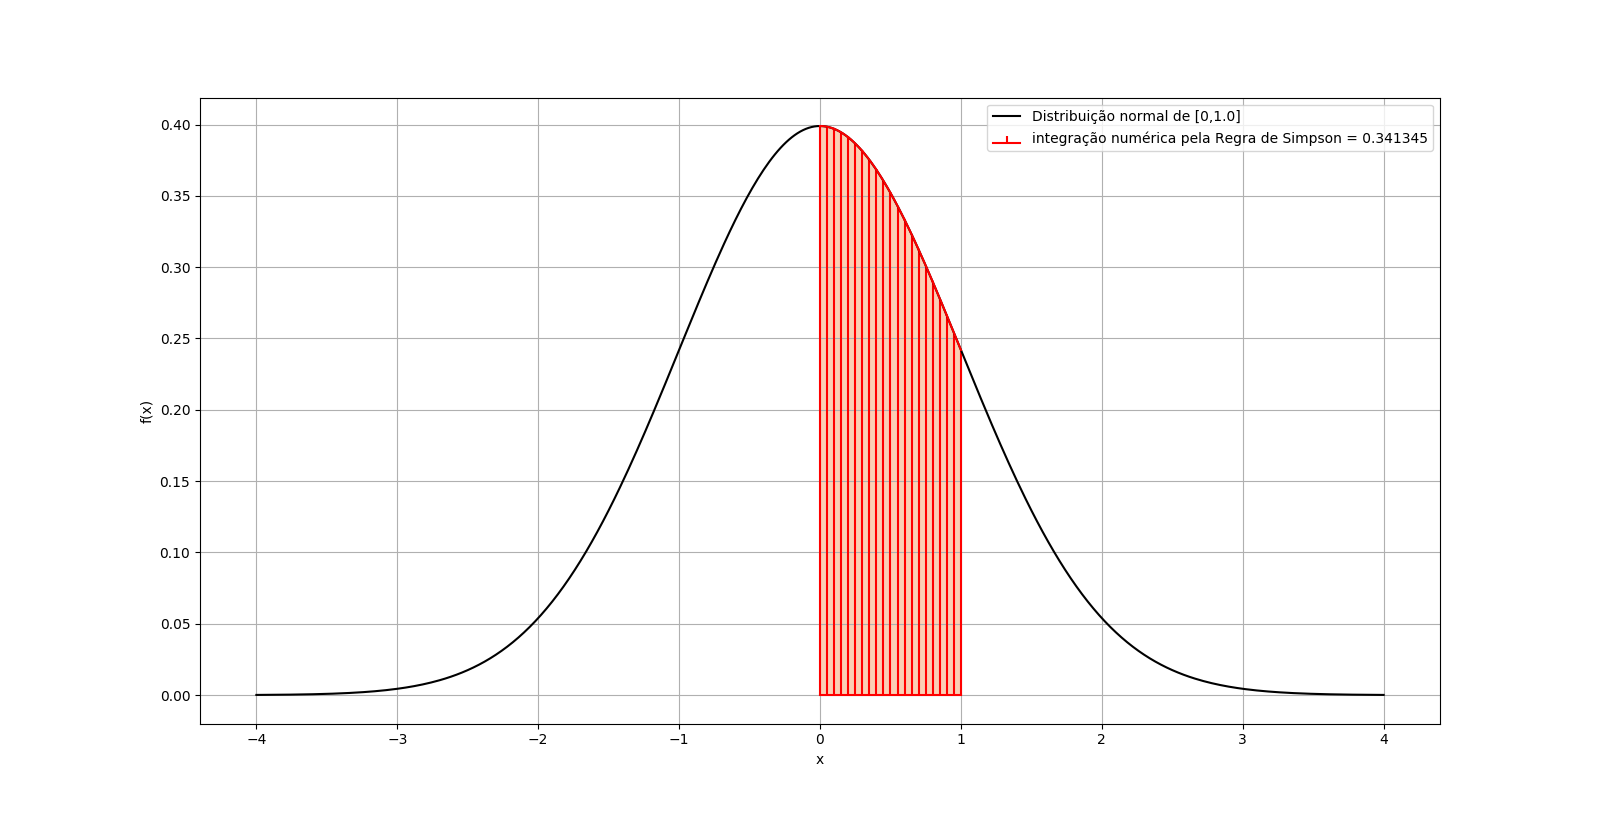 Distribuição normal de [0,1.0]
integração numérica pela Regra de Simpson = 0.341345
0.40
0.35
0.30
0.25
0.20
0.15
0.10
0.05
0.00
f(x)
−4 −3 −2 −1 0 1 2 3 4
x